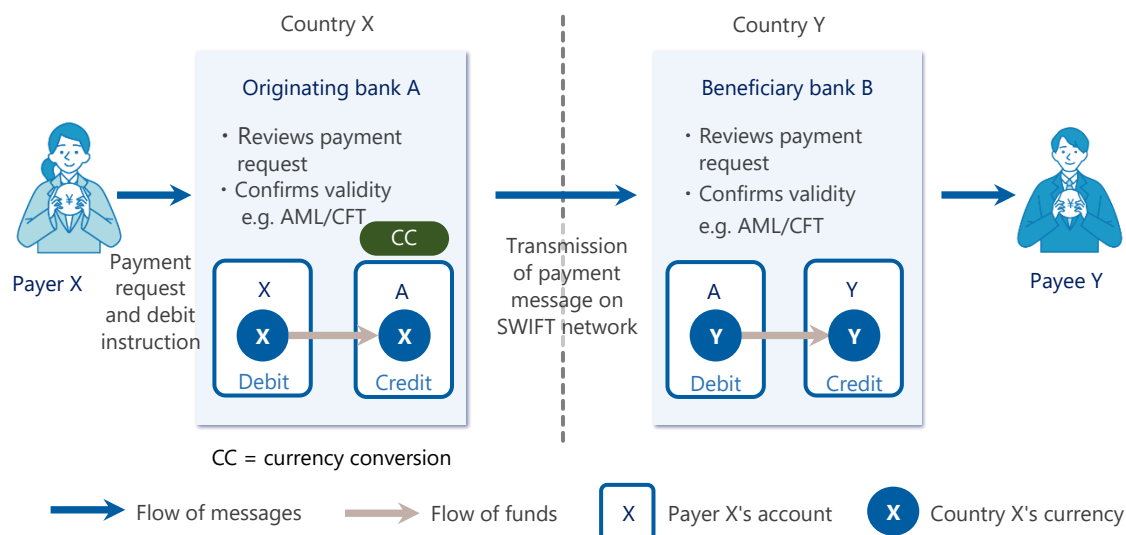 Country X
Country Y
Originating bank A
・Reviews payment
request
・Confirms validity
e.g. AML/CFT
CC
X
A
X
X
Debit
Credit
Beneficiary bank B
・Reviews payment
request
・Confirms validity
e.g. AML/CFT
A
Y
Y
Y
Debit
Credit
¥
Payer X
Payment
request
and debit
instruction
Transmission
of payment
message on
SWIFT network
¥
Payee Y
CC = currency conversion
Flow of messages
Flow of funds
X
Payer X's account
X
Country X's currency